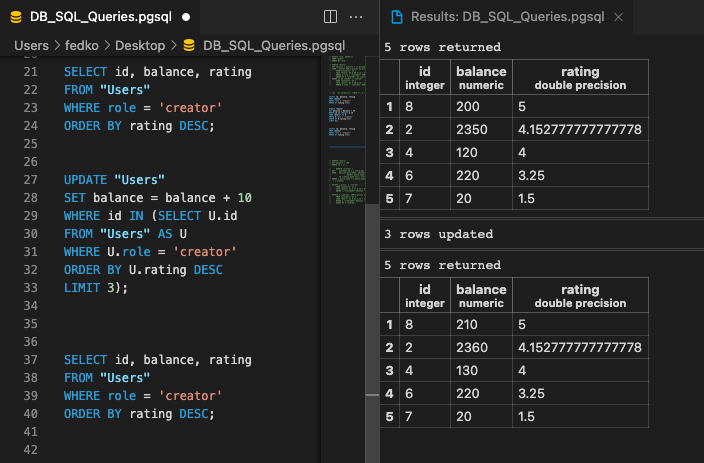 DB_SQL_Queries.pgsql
Users > fedko > Desktop > DB_SQL_Queries.pgsql
21 SELECT id, balance, rating
22 FROM "Users"
23 WHERE role = 'creator'
24 ORDER BY rating DESC;
25
26
27 UPDATE "Users"
28 SET balance = balance + 10
29 WHERE id IN (SELECT U.id
30 FROM "Users" AS U
31 WHERE U.role = 'creator'
32 ORDER BY U.rating DESC
33 LIMIT 3);
34
35
36
37 SELECT id, balance, rating
38 FROM "Users"
39 WHERE role = 'creator'
40 ORDER BY rating DESC;
41
42
Results: DB_SQL_Queries.pgsql
5 rows returned
id balance rating
integer numeric double precision
1 8 200 5
2 2 2350 4.152777777777778
3 4 120 4
4 6 220 3.25
5 7 20 1.5
3 rows updated
5 rows returned
id balance rating
integer numeric double precision
1 8 210 5
2 2 2360 4.152777777777778
3 4 130 4
4 6 220 3.25
5 7 20 1.5